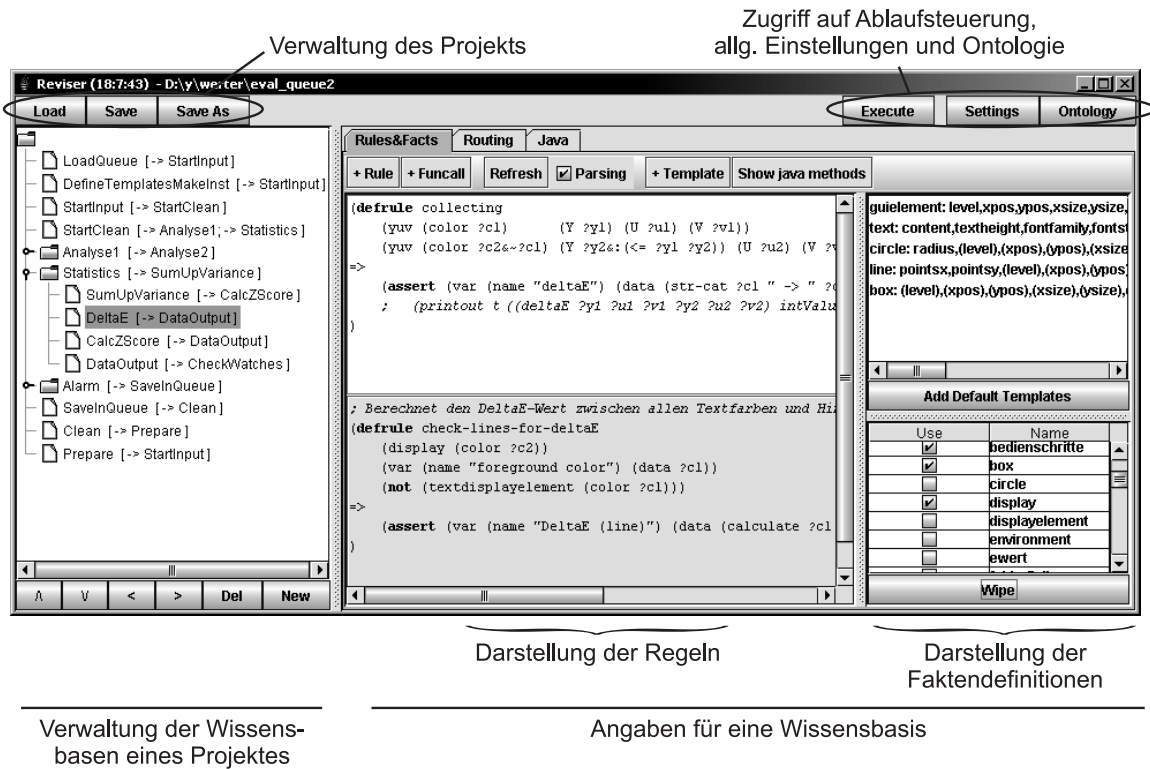 Zugriff auf Ablaufsteuerung,
allg. Einstellungen und Ontologie
Verwaltung des Projekts
Reviser (18:7:43) - D:\y\werter\eval_queue2
Load Save Save As
Execute Settings Ontology
LoadQueue [-> StartInput]
DefineTemplatesMakeInst [-> StartInput]
StartInput [-> StartClean]
StartClean [-> Analyse1; -> Statistics]
Analyse1 [-> Analyse2]
Statistics [-> SumUpVariance]
SumUpVariance [-> CalcZScore]
DeltaE [-> DataOutput]
CalcZScore [-> DataOutput]
DataOutput [-> CheckWatches]
Alarm [-> SaveInQueue]
SaveInQueue [-> Clean]
Clean [-> Prepare]
Prepare [-> StartInput]
Λ V < > Del New
Rules&Facts Routing Java
+ Rule + Funcall Refresh Parsing + Template Show java methods
(defrule collecting
(yuv (color ?c1) (Y ?y1) (U ?u1) (V ?v1))
(yuv (color ?c2&~?c1) (Y ?y2&:(<= ?y1 ?y2)) (U ?u2) (V ?v
=>
(assert (var (name "deltaE") (data (str-cat ?c1 " -> " ?c
; (printout t ((deltaE ?y1 ?u1 ?v1 ?y2 ?u2 ?v2) intValu
)
; Berechnet den DeltaE-Wert zwischen allen Textfarben und Hi
(defrule check-lines-for-deltaE
(display (color ?c2))
(var (name "foreground color") (data ?c1))
(not (textdisplayelement (color ?c1)))
=>
(assert (var (name "DeltaE (line)") (data (calculate ?c1
)
guielement: level,xpos,ypos,xsize,ysize,
text: content,textheight,fontfamily,fontst
circle: radius,(level),(xpos),(ypos),(xsize
line: pointsx,pointsy,(level),(xpos),(ypos)
box: (level),(xpos),(ypos),(xsize),(ysize),
Add Default Templates
Use Name
bedienschritte
box
circle
display
displayelement
environment
ewert
Wipe
Darstellung der Regeln
Darstellung der
Faktendefinitionen
Verwaltung der Wissens-
basen eines Projektes
Angaben für eine Wissensbasis